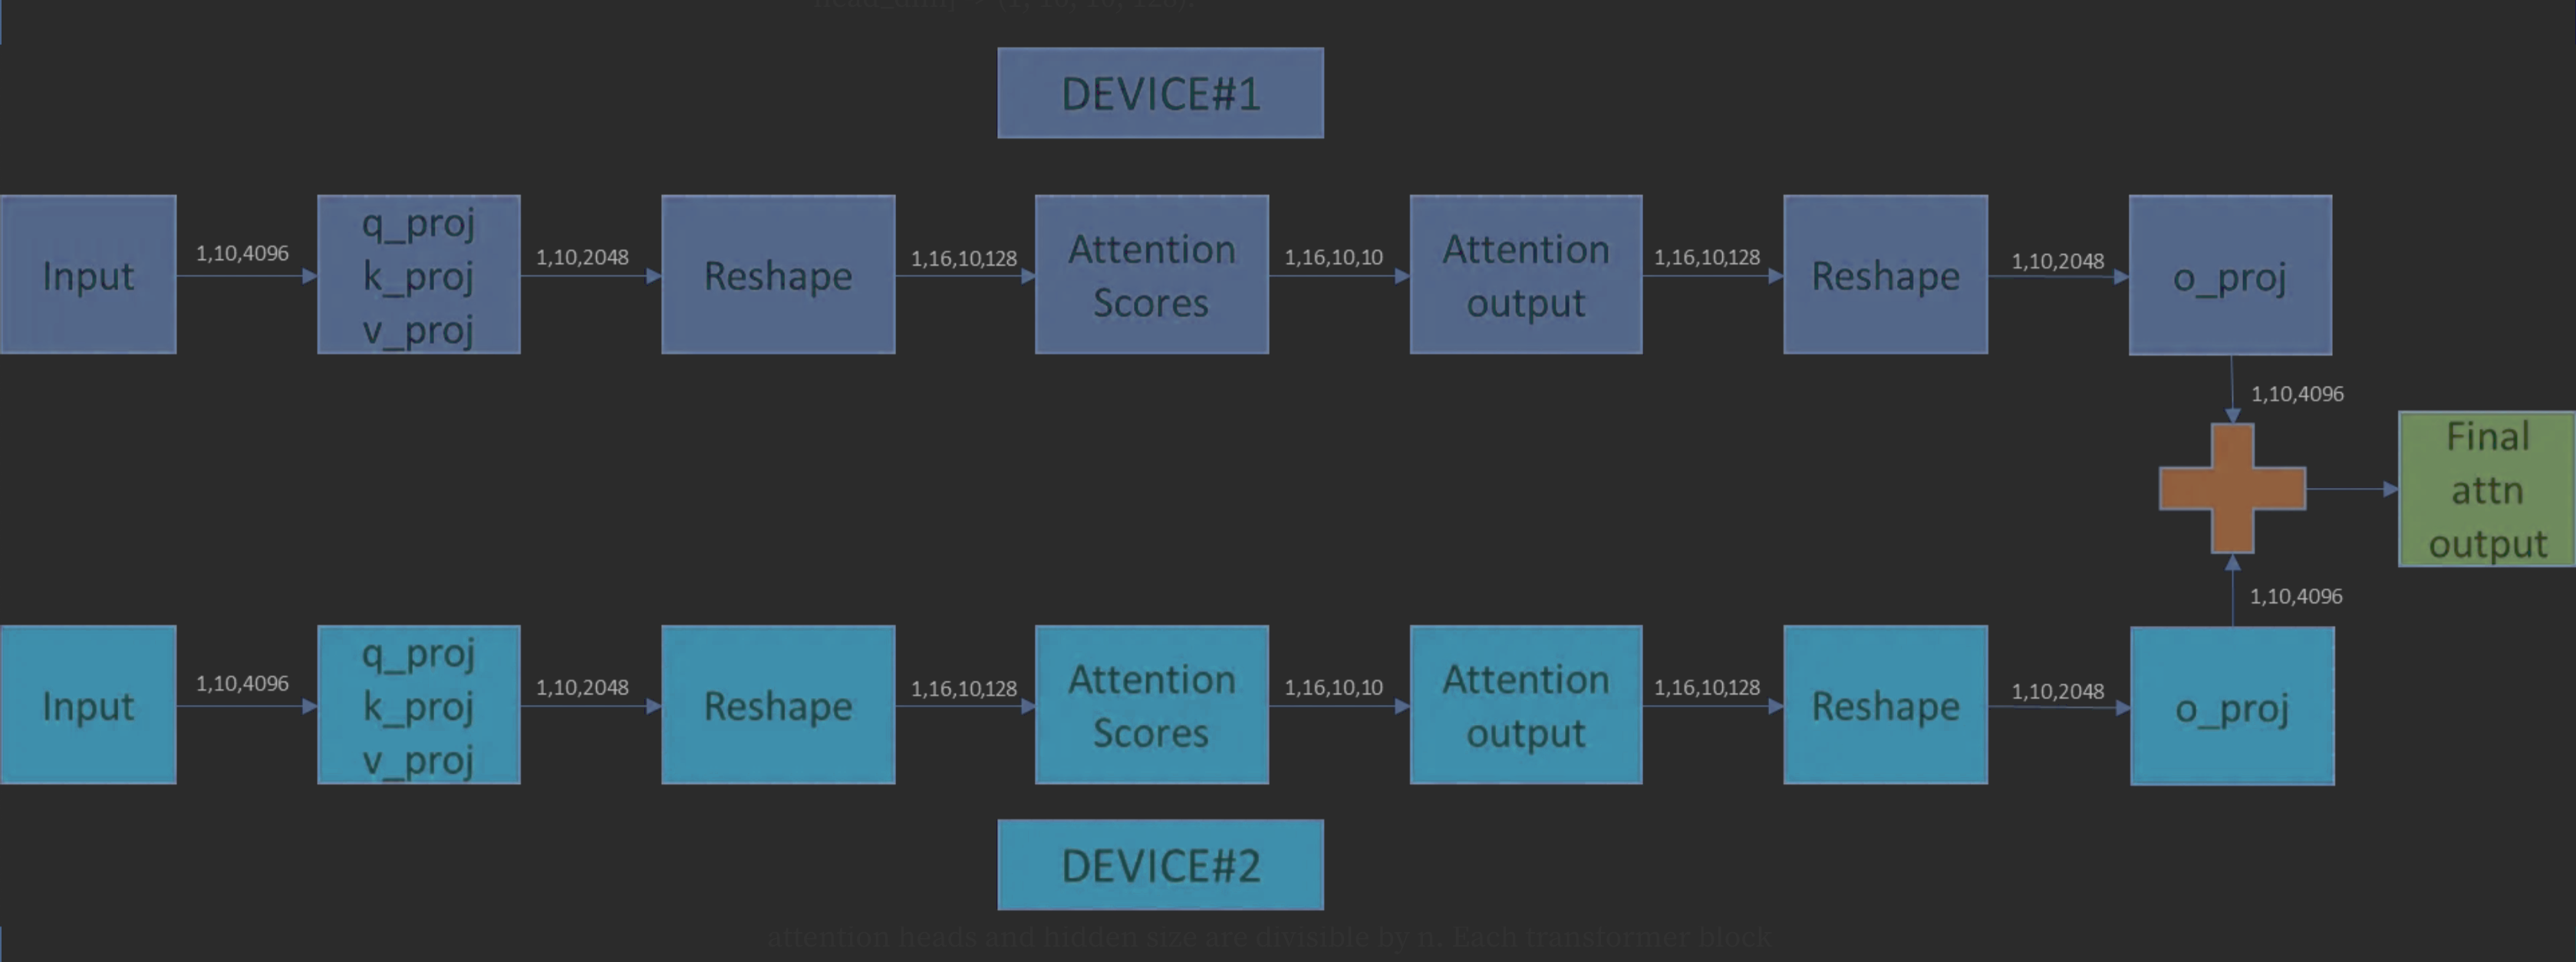 head_dim] -> (1, 16, 10, 128).
DEVICE#1
Input
1,10,4096
q_proj
k_proj
v_proj
1,10,2048
Reshape
1,16,10,128
Attention
Scores
1,16,10,10
Attention
output
1,16,10,128
Reshape
1,10,2048
o_proj
1,10,4096
Final
attn
output
1,10,4096
Input
1,10,4096
q_proj
k_proj
v_proj
1,10,2048
Reshape
1,16,10,128
Attention
Scores
1,16,10,10
Attention
output
1,16,10,128
Reshape
1,10,2048
o_proj
DEVICE#2
attention heads and hidden size are divisible by n. Each transformer block